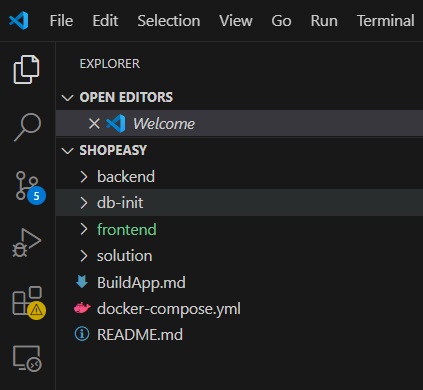 File Edit Selection View Go Run Terminal
EXPLORER
OPEN EDITORS
Welcome
SHOPEASY
backend
db-init
frontend
5
solution
BuildApp.md
docker-compose.yml
README.md